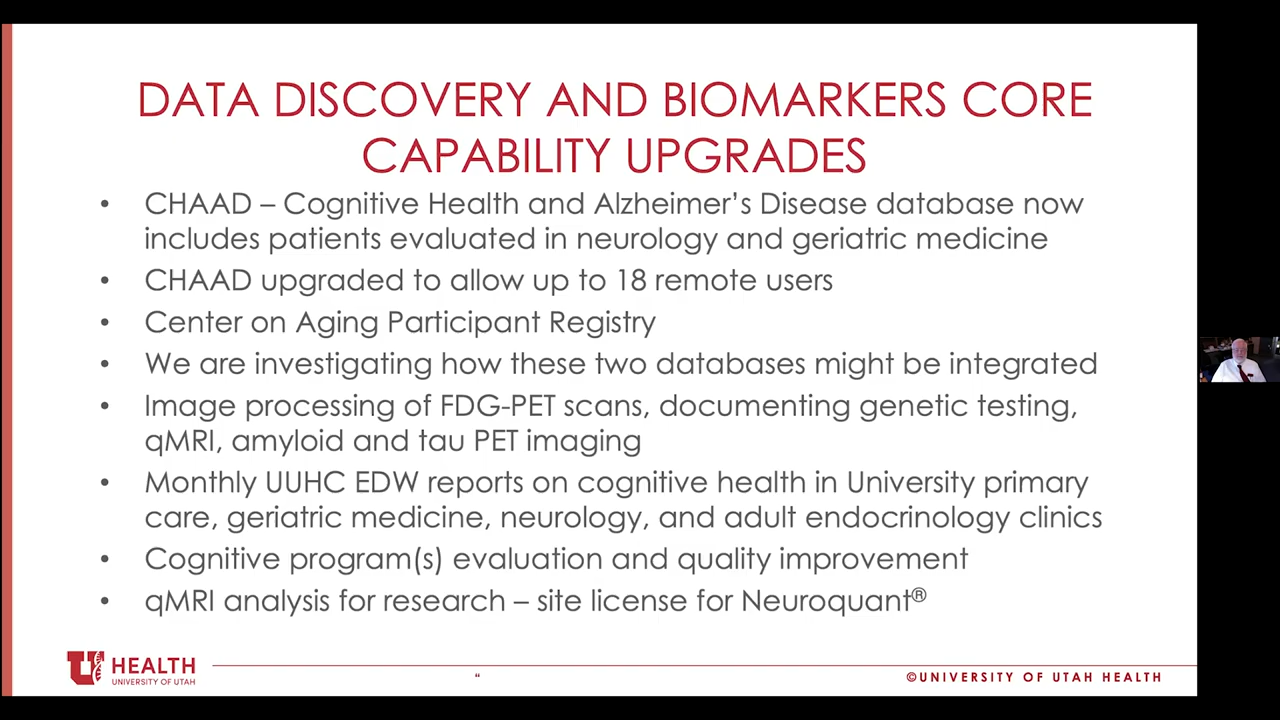 DATA DISCOVERY AND BIOMARKERS CORE
CAPABILITY UPGRADES
• CHAAD – Cognitive Health and Alzheimer’s Disease database now
includes patients evaluated in neurology and geriatric medicine
• CHAAD upgraded to allow up to 18 remote users
• Center on Aging Participant Registry
• We are investigating how these two databases might be integrated
• Image processing of FDG-PET scans, documenting genetic testing,
qMRI, amyloid and tau PET imaging
• Monthly UUHC EDW reports on cognitive health in University primary
care, geriatric medicine, neurology, and adult endocrinology clinics
• Cognitive program(s) evaluation and quality improvement
• qMRI analysis for research – site license for Neuroquant®
U HEALTH
UNIVERSITY OF UTAH
“
©UNIVERSITY OF UTAH HEALTH